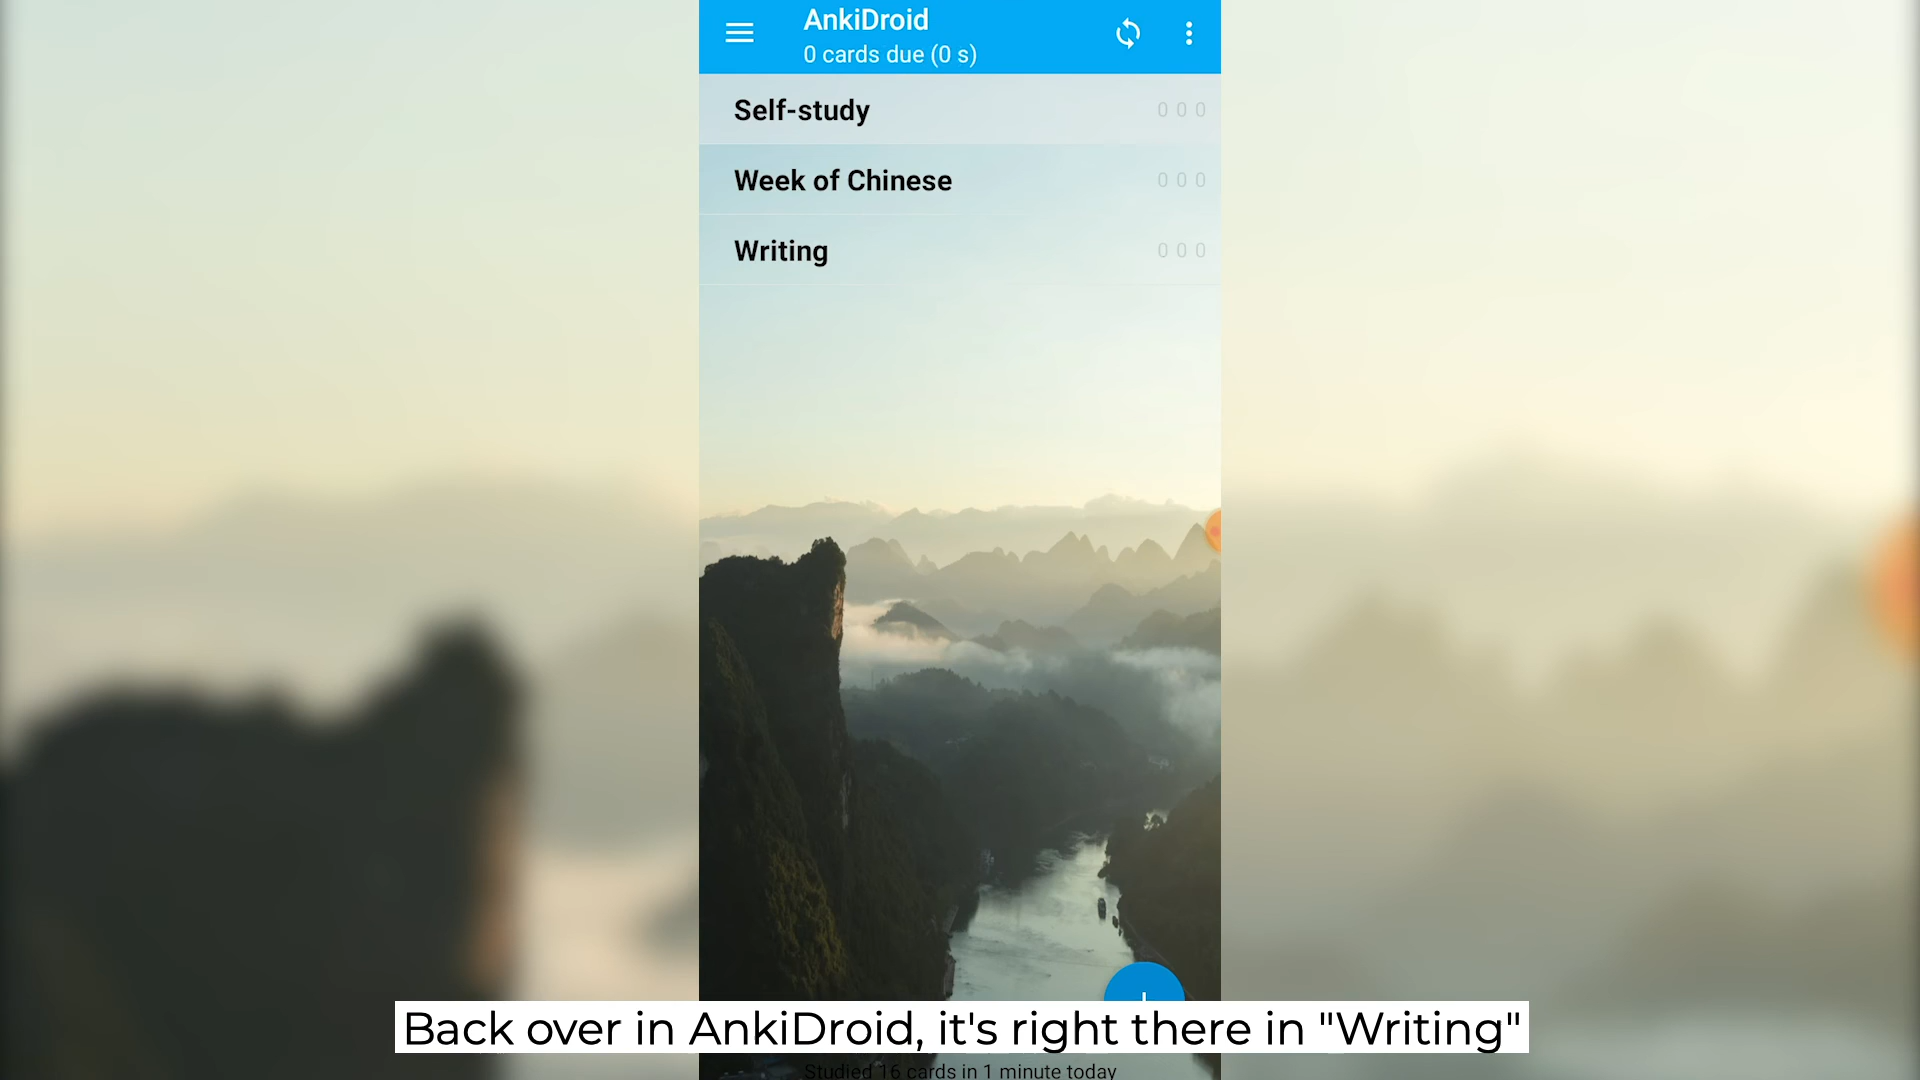 AnkiDroid
0 cards due (0 s)
Self-study 0 0 0
Week of Chinese 0 0 0
Writing 0 0 0
Back over in AnkiDroid, it's right there in "Writing"
Studied 16 cards in 1 minute today